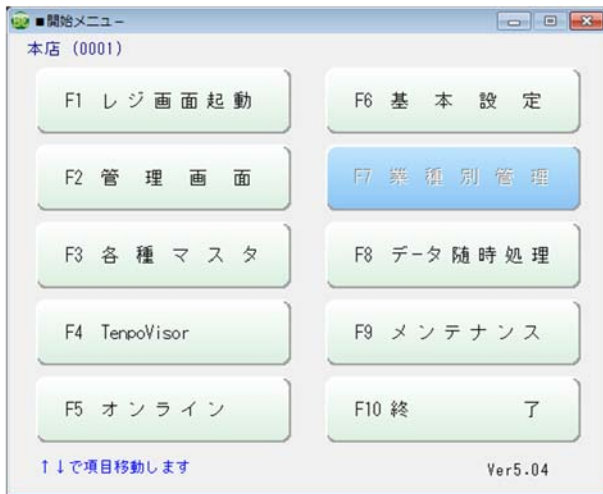 ■開始メニュー
本店 (0001)
F1 レジ画面起動
F2 管理画面
F3 各種マスタ
F4 TenpoVisor
F5 オンライン
F6 基本設定
F7 業種別管理
F8 データ随時処理
F9 メンテナンス
F10 終了
↑↓で項目移動します
Ver5.04